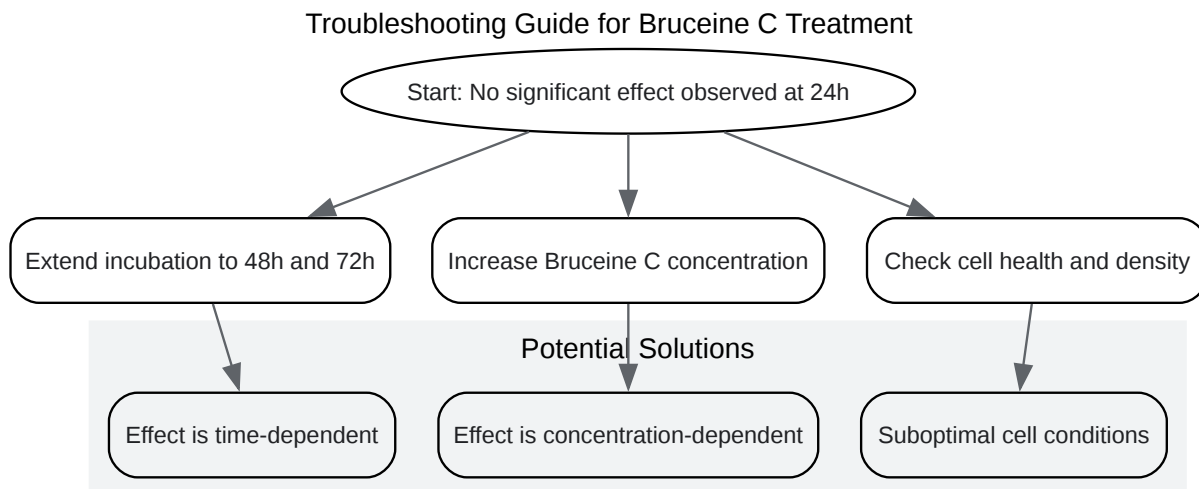 Troubleshooting Guide for Bruceine C Treatment
Start: No significant effect observed at 24h
Extend incubation to 48h and 72h
Increase Bruceine C concentration
Check cell health and density
Potential Solutions
Effect is time-dependent
Effect is concentration-dependent
Suboptimal cell conditions